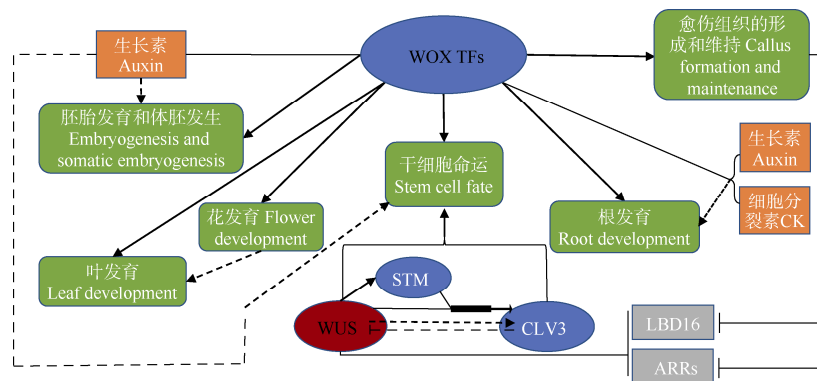 生长素
Auxin
WOX TFs
愈伤组织的形
成和维持 Callus
formation and
maintenance
胚胎发育和体胚发生
Embryogenesis and
somatic embryogenesis
干细胞命运
Stem cell fate
生长素
Auxin
细胞分
裂素CK
花发育 Flower
development
根发育
Root development
叶发育
Leaf development
STM
WUS
CLV3
LBD16
ARRs